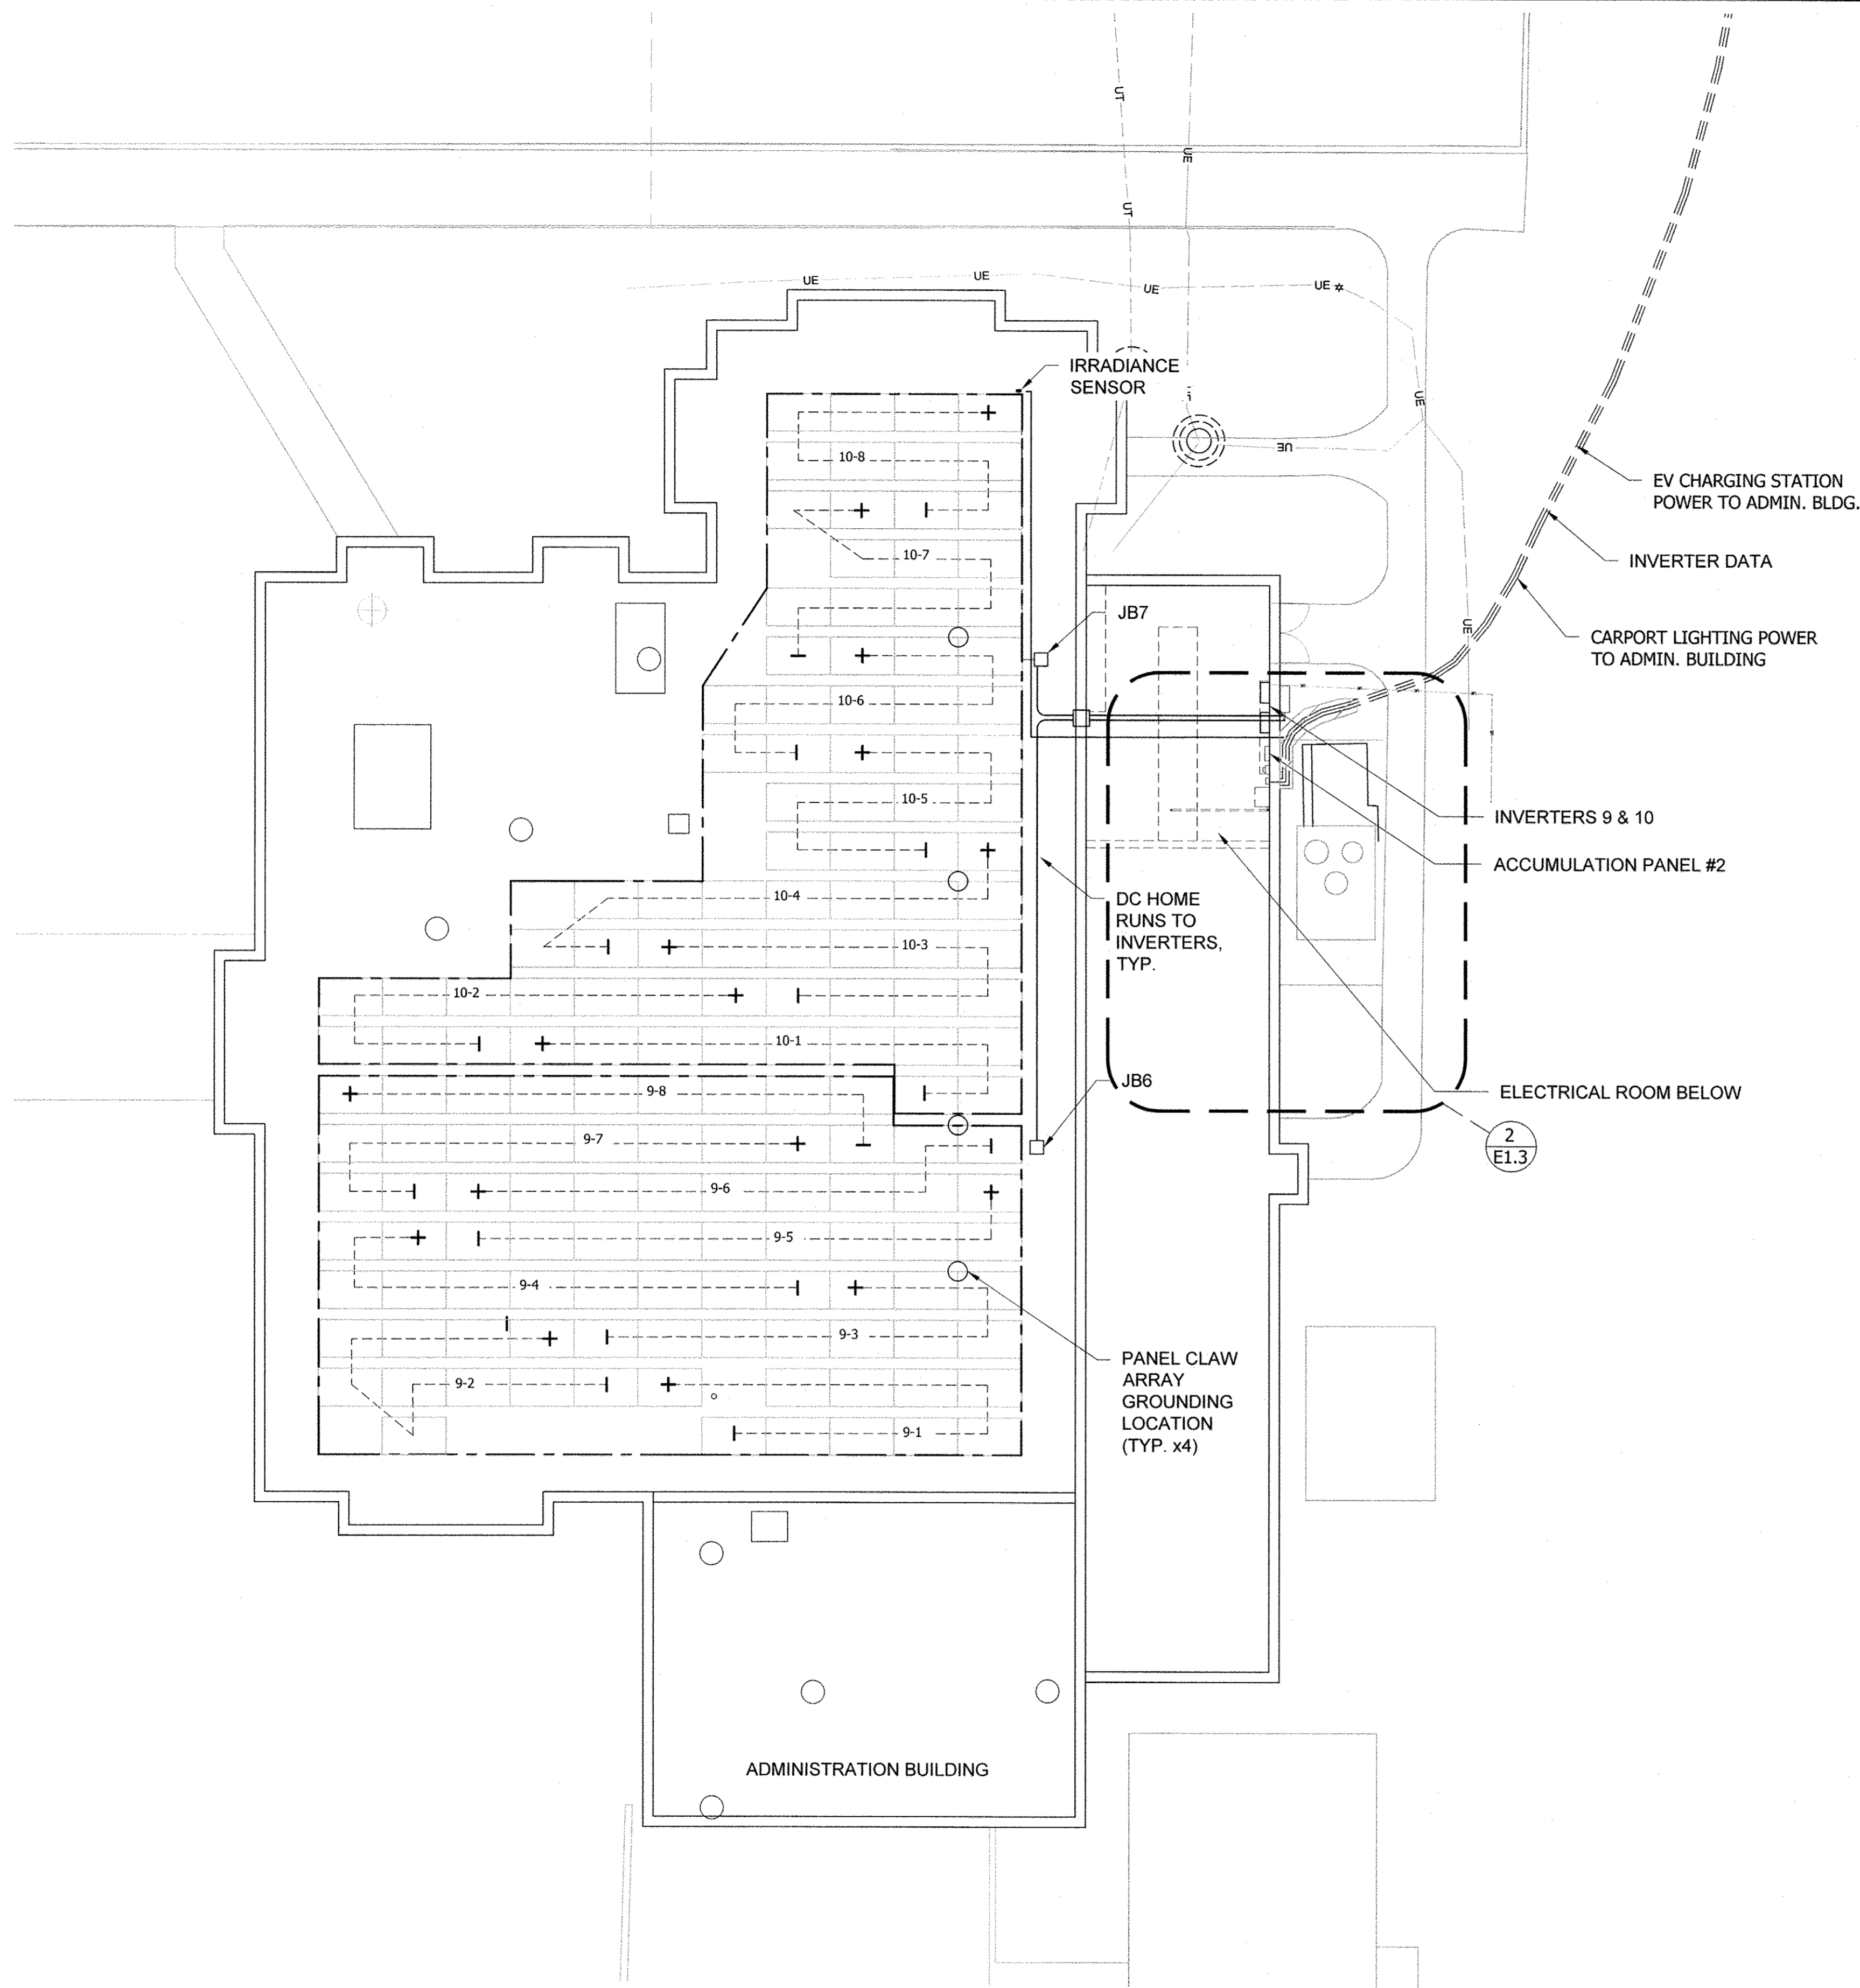 UT
UE
UT
UE
UE
UE
UE
IRRADIANCE
SENSOR
UE
UE
10-8
EV CHARGING STATION
POWER TO ADMIN. BLDG.
10-7
INVERTER DATA
JB7
UE
CARPORT LIGHTING POWER
TO ADMIN. BUILDING
10-6
10-5
INVERTERS 9 & 10
ACCUMULATION PANEL #2
10-4
DC HOME
RUNS TO
INVERTERS,
TYP.
10-3
10-2
10-1
JB6
9-8
ELECTRICAL ROOM BELOW
9-7
2
E1.3
9-6
9-5
9-4
9-3
PANEL CLAW
ARRAY
GROUNDING
LOCATION
(TYP. x4)
9-2
9-1
ADMINISTRATION BUILDING